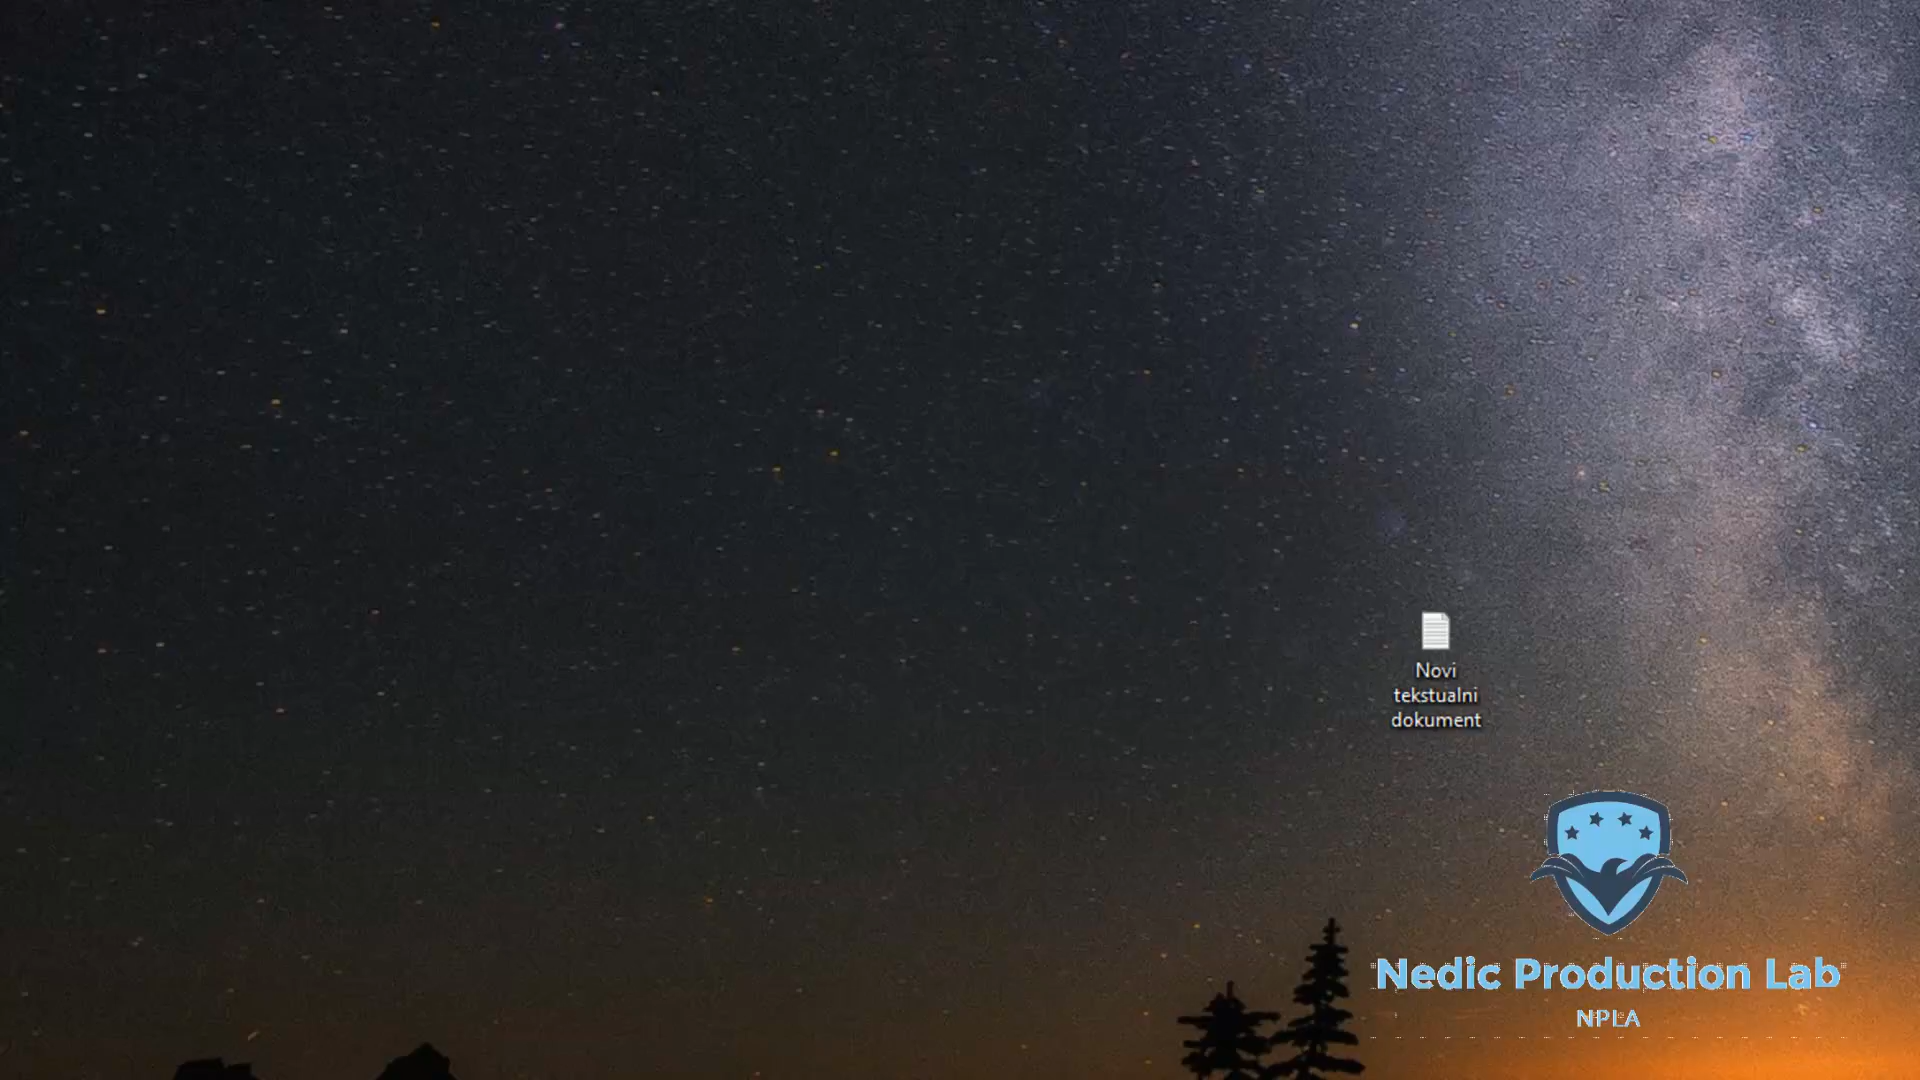 Novi
tekstualni
dokument
Nedic Production Lab
NPLA